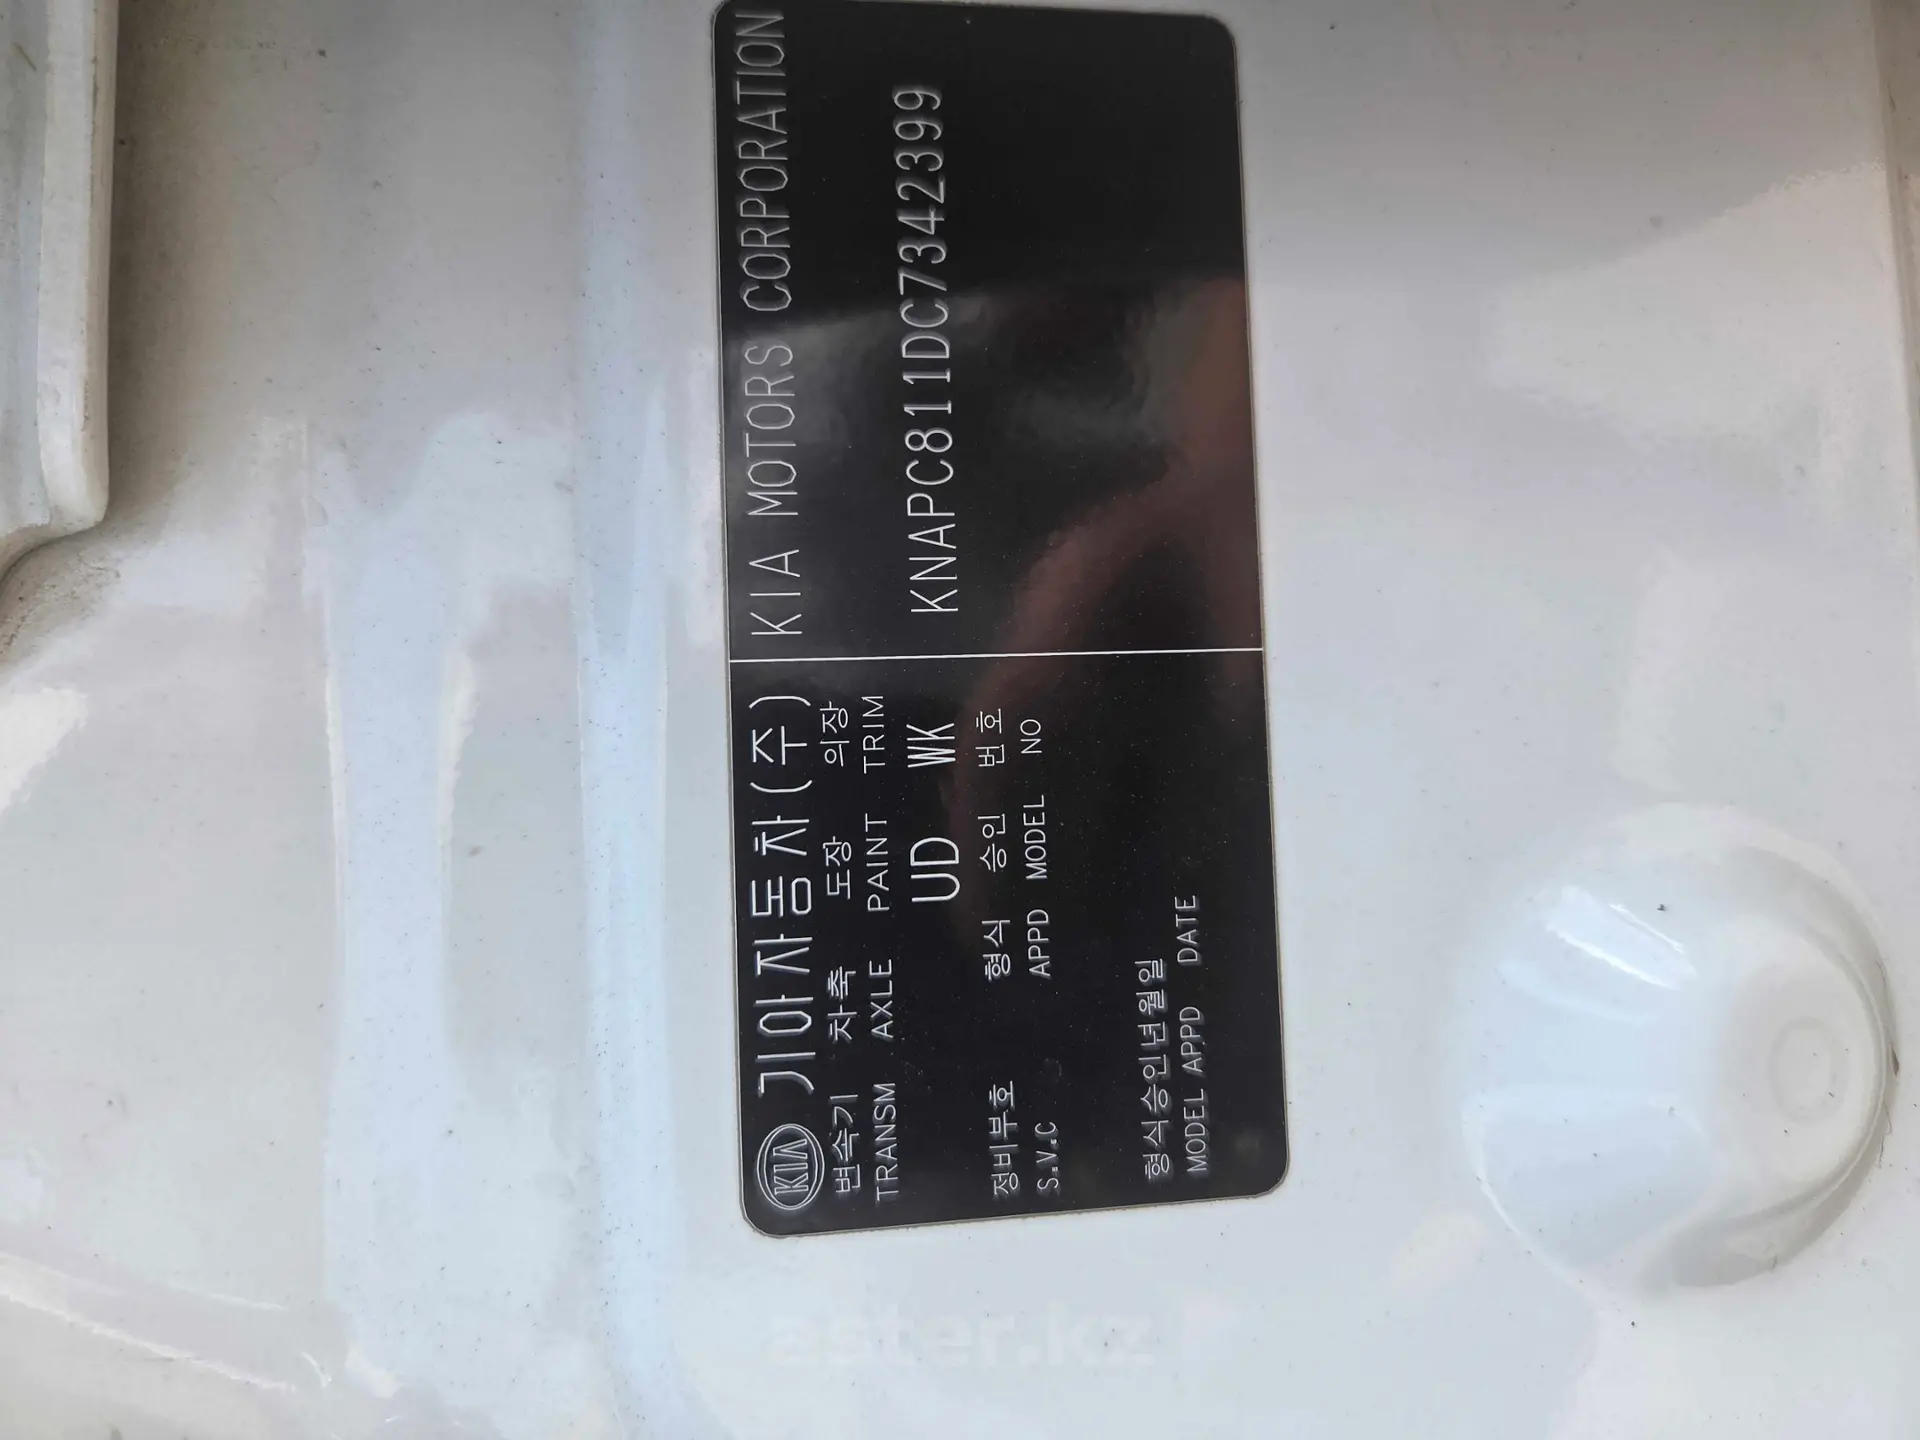 KIA 기아자동차(주) KIA MOTORS CORPORATION
변속기 차축 도장 의장
TRANSM AXLE PAINT TRIM
UD WK KNAPC811DC7342399
정비부호 형식 승인 번호
S.V.C APPD MODEL NO
형식승인년월일
MODEL APPD DATE
aster.kz